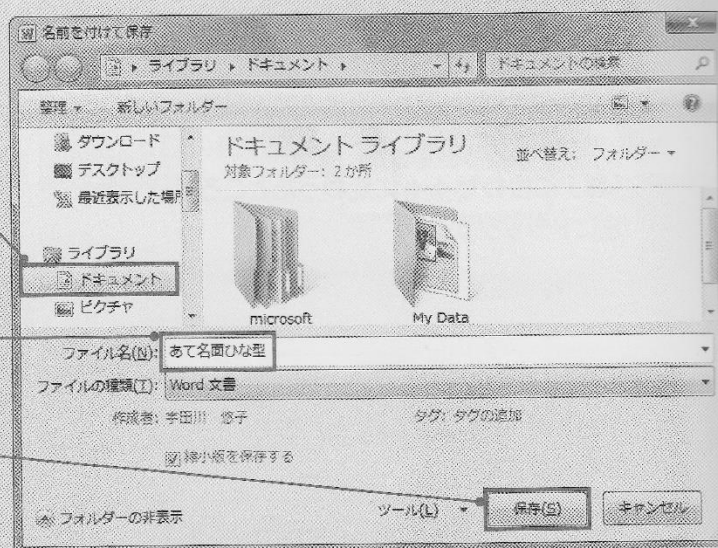 名前を付けて保存
ライブラリ ドキュメント ドキュメントの検索
整理 新しいフォルダー
ダウンロード
デスクトップ
最近表示した場所
ライブラリ
ドキュメント
ピクチャ
ドキュメント ライブラリ
対象フォルダー: 2か所
並べ替え: フォルダー
microsoft
My Data
ファイル名(N): あて名面ひな型
ファイルの種類(T): Word 文書
作成者: 宇田川 悠子 タグ: タグの追加
縮小版を保存する
フォルダーの非表示 ツール(L) 保存(S) キャンセル